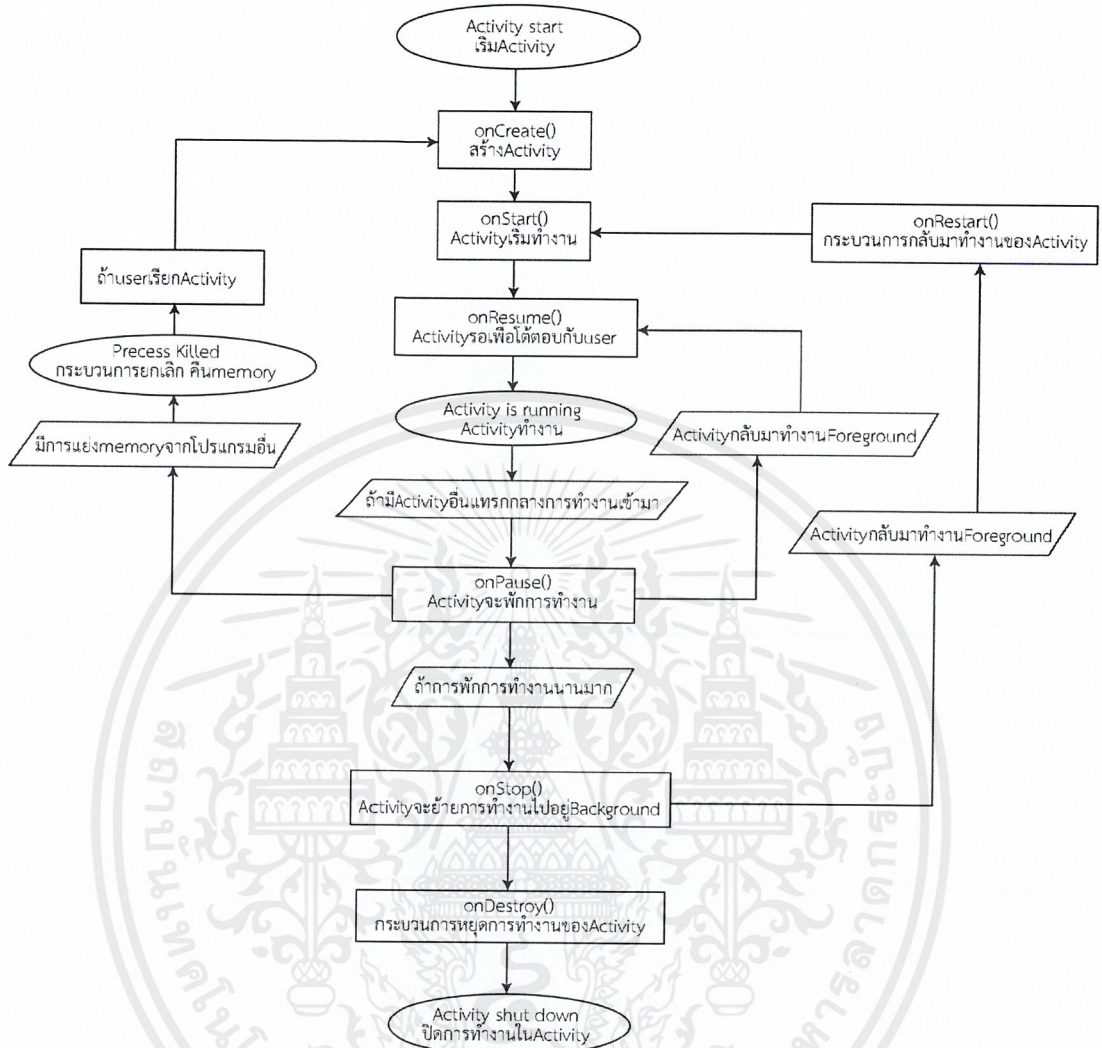 Activity start
เริ่มActivity
onCreate()
สร้างActivity
onStart()
Activityเริ่มทำงาน
onRestart()
กระบวนการกลับมาทำงานของActivity
ถ้าuserเรียกActivity
onResume()
Activityรอเพื่อโต้ตอบกับuser
Precess Killed
กระบวนการยกเลิก คืนmemory
Activity is running
Activityทำงาน
ActivityกลับมาทำงานForeground
มีการแย่งmemoryจากโปรแกรมอื่น
ถ้ามีActivityอื่นแทรกกลางการทำงานเข้ามา
ActivityกลับมาทำงานForeground
onPause()
Activityจะพักการทำงาน
ถ้าการพักการทำงานนานมาก
onStop()
Activityจะย้ายการทำงานไปอยู่Background
onDestroy()
กระบวนการหยุดการทำงานของActivity
Activity shut down
ปิดการทำงานในActivity